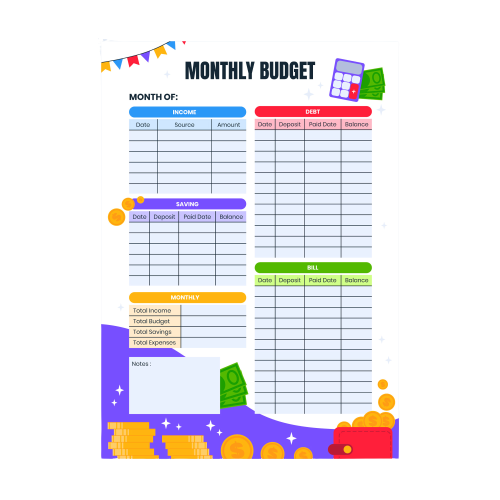 MONTHLY BUDGET
MONTH OF:
INCOME
Date Source Amount
SAVING
Date Deposit Paid Date Balance
MONTHLY
Total Income
Total Budget
Total Savings
Total Expenses
Notes :
DEBT
Date Deposit Paid Date Balance
BILL
Date Deposit Paid Date Balance